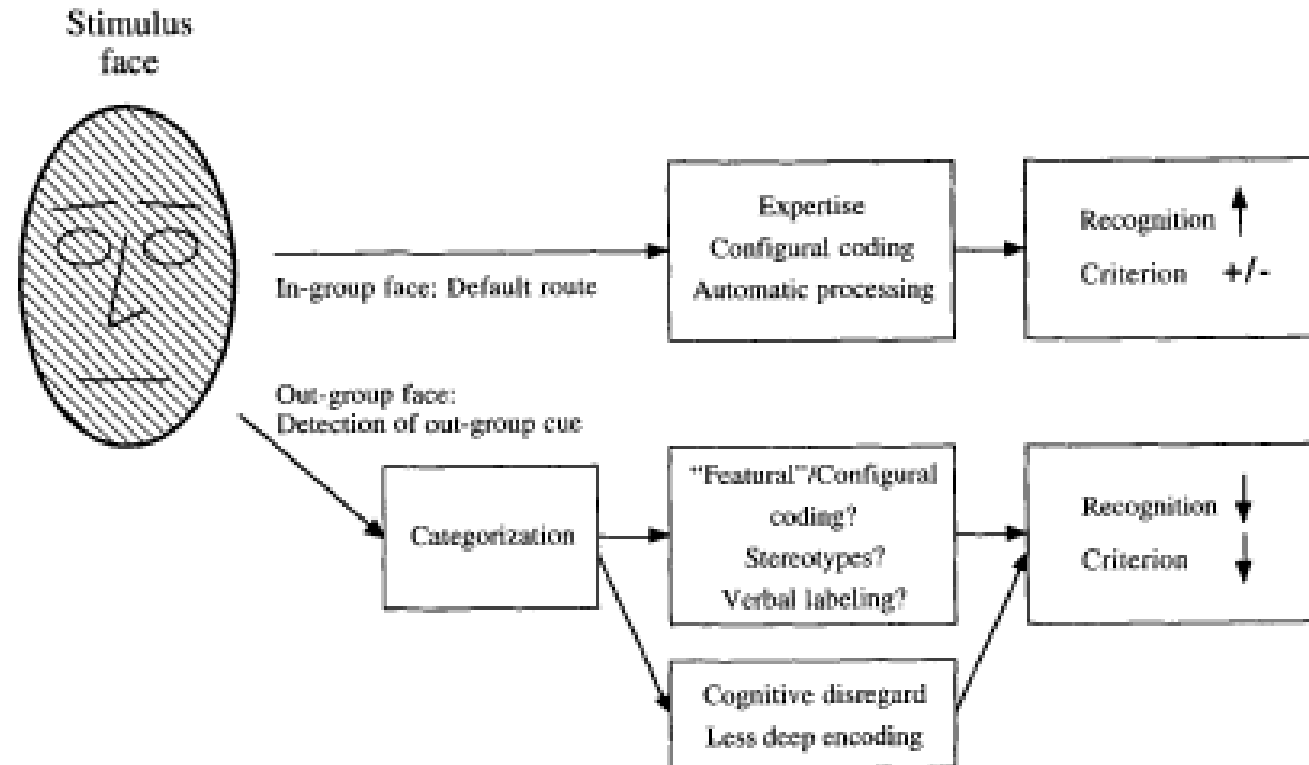 Stimulus
face
Expertise
Configural coding
Automatic processing
Recognition
Criterion +/-
In-group face: Default route
Out-group face:
Detection of out-group cue
Categorization
"Featural"/Configural
coding?
Stereotypes?
Verbal labeling?
Recognition
Criterion
Cognitive disregard
Less deep encoding